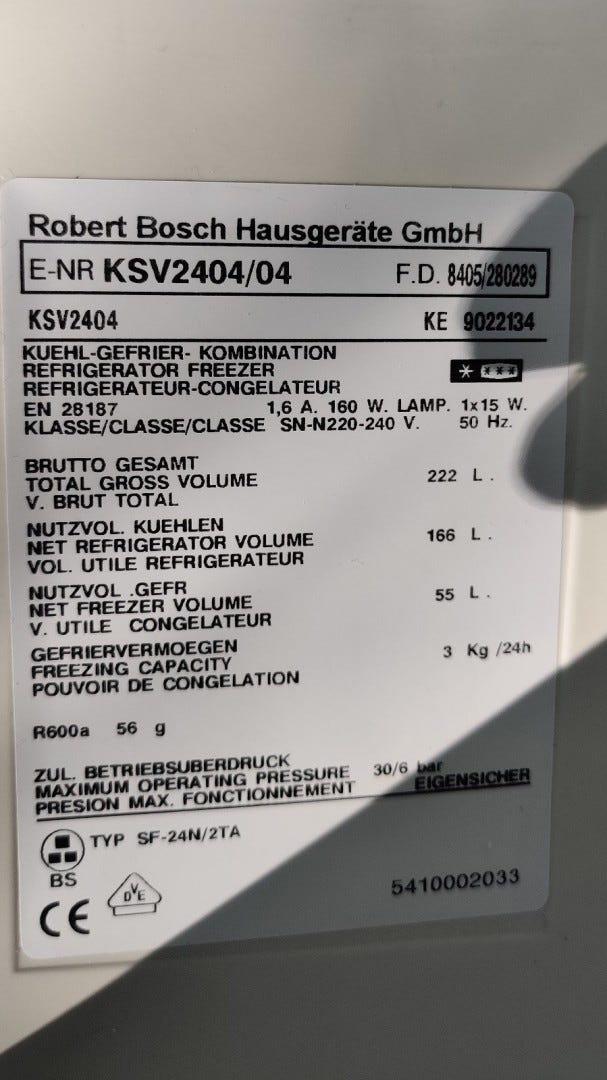 Robert Bosch Hausgeräte GmbH
E-NR KSV2404/04 F.D. 8405/280289
KSV2404 KE 9022134
KUEHL-GEFRIER- KOMBINATION
REFRIGERATOR FREEZER
REFRIGERATEUR-CONGELATEUR
EN 28187 1,6 A. 160 W. LAMP. 1x15 W.
KLASSE/CLASSE/CLASSE SN-N220-240 V. 50 Hz.
BRUTTO GESAMT
TOTAL GROSS VOLUME 222 L.
V. BRUT TOTAL
NUTZVOL. KUEHLEN
NET REFRIGERATOR VOLUME 166 L.
VOL. UTILE REFRIGERATEUR
NUTZVOL .GEFR
NET FREEZER VOLUME 55 L.
V. UTILE CONGELATEUR
GEFRIERVERMOEGEN
FREEZING CAPACITY 3 Kg /24h
POUVOIR DE CONGELATION
R600a 56 g
ZUL. BETRIEBSUBERDRUCK
MAXIMUM OPERATING PRESSURE 30/6 bar
PRESION MAX. FONCTIONNEMENT EIGENSICHER
TYP SF-24N/2TA
BS
DVE
5410002033
CE